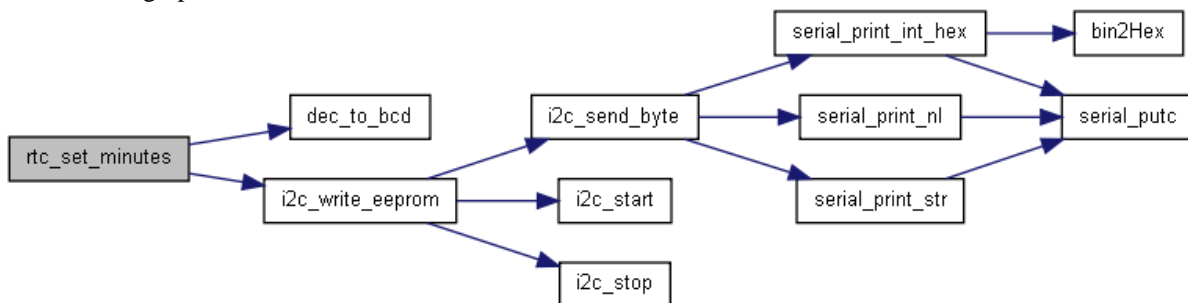 serial_print_int_hex
bin2Hex
dec_to_bcd
i2c_send_byte
serial_print_nl
serial_putc
rtc_set_minutes
i2c_write_eeprom
i2c_start
serial_print_str
i2c_stop